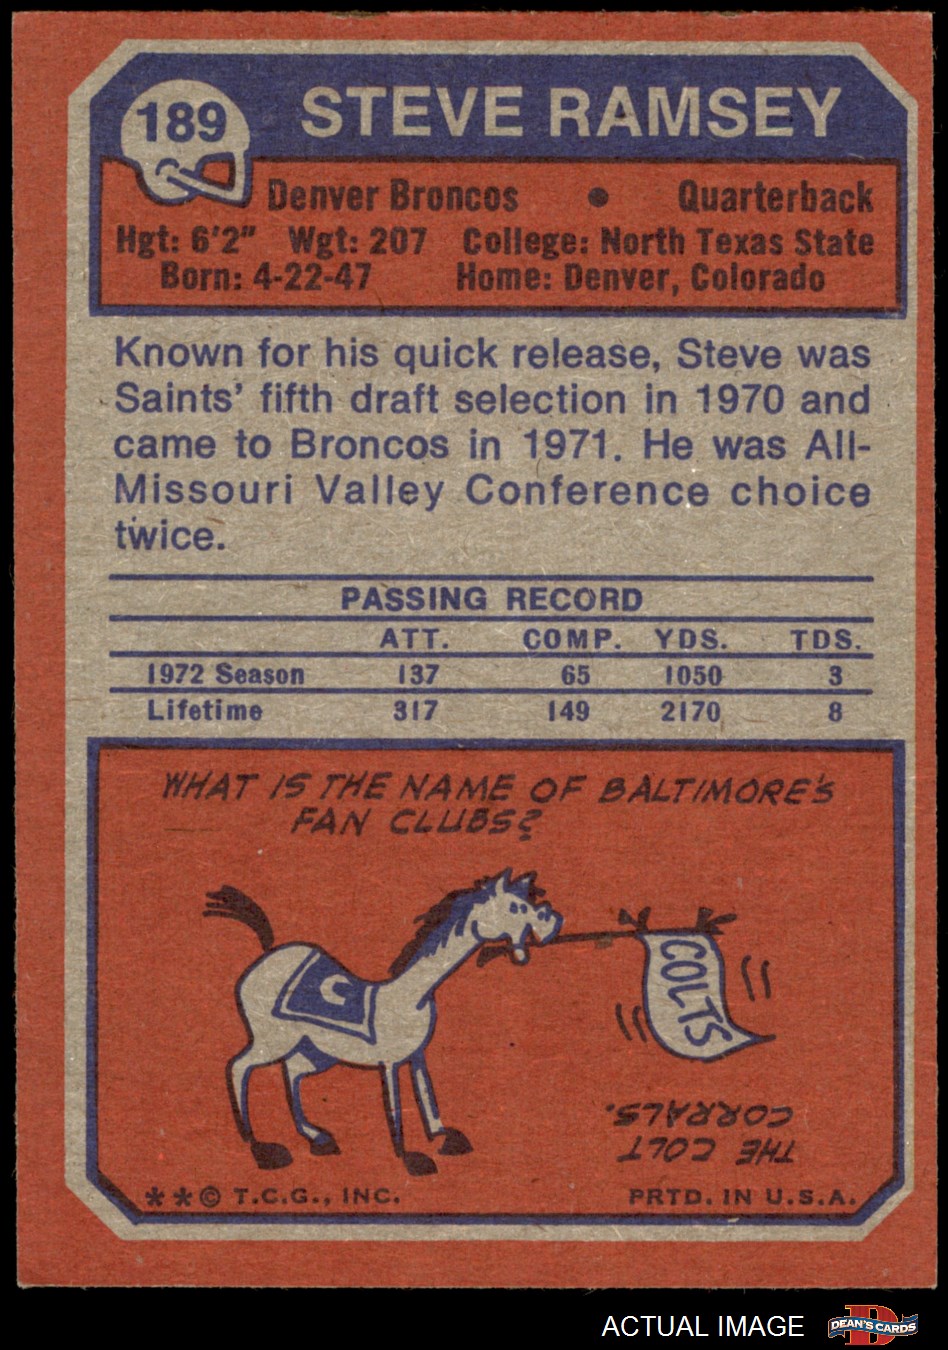 189
STEVE RAMSEY
Denver Broncos • Quarterback
Hgt: 6'2" Wgt: 207 College: North Texas State
Born: 4-22-47 Home: Denver, Colorado
Known for his quick release, Steve was
Saints' fifth draft selection in 1970 and
came to Broncos in 1971. He was All-
Missouri Valley Conference choice
twice.
PASSING RECORD
ATT. COMP. YDS. TDS.
1972 Season 137 65 1050 3
Lifetime 317 149 2170 8
WHAT IS THE NAME OF BALTIMORE'S
FAN CLUBS?
C
COLTS
THE COLT
CORRALS.
**© T.C.G., INC. PRTD. IN U.S.A.
ACTUAL IMAGE
D
DEAN'S CARDS